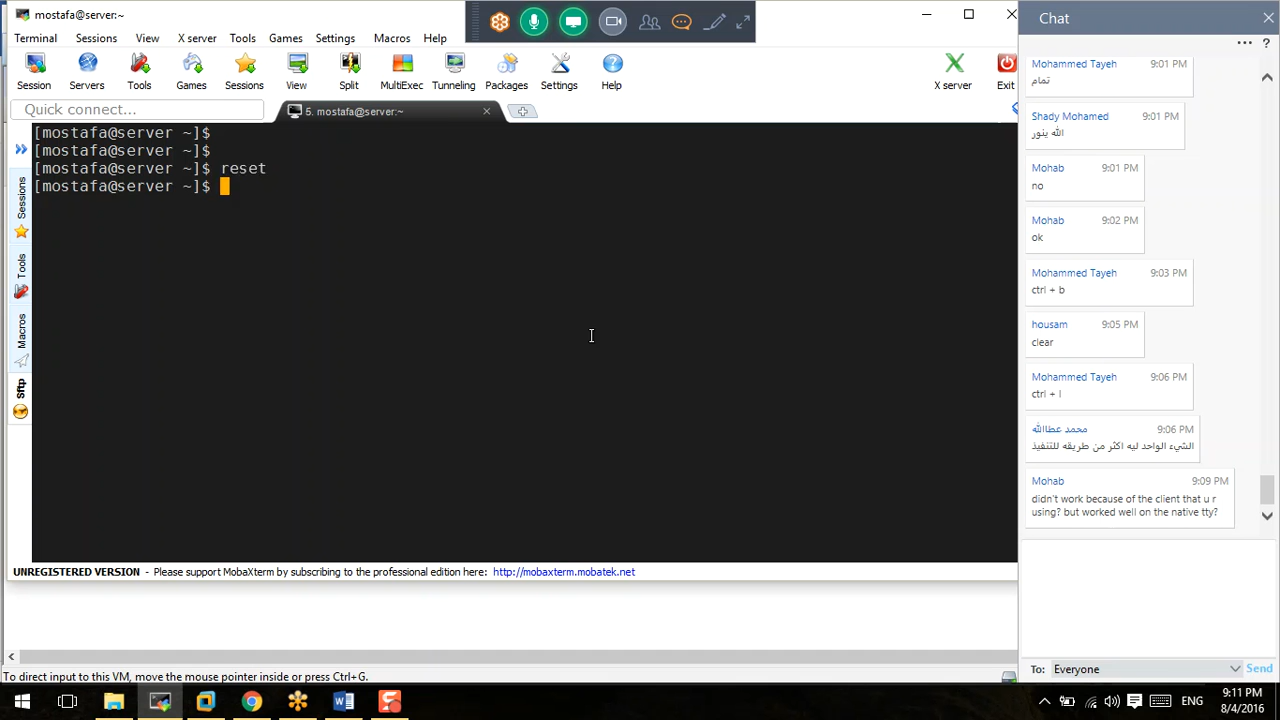 mostafa@server:~
Terminal Sessions View X server Tools Games Settings Macros Help
Session Servers Tools Games Sessions View Split MultiExec Tunneling Packages Settings Help X server Exit
Quick connect...
5. mostafa@server:~
[mostafa@server ~]$
[mostafa@server ~]$
[mostafa@server ~]$ reset
[mostafa@server ~]$
Sessions
Tools
Macros
Sftp
UNREGISTERED VERSION - Please support MobaXterm by subscribing to the professional edition here: http://mobaxterm.mobatek.net
To direct input to this VM, move the mouse pointer inside or press Ctrl+G.
Chat
Mohammed Tayeh 9:01 PM
تمام
Shady Mohamed 9:01 PM
الله ينور
Mohab 9:01 PM
no
Mohab 9:02 PM
ok
Mohammed Tayeh 9:03 PM
ctrl + b
housam 9:05 PM
clear
Mohammed Tayeh 9:06 PM
ctrl + l
محمد عطاالله 9:06 PM
الشيء الواحد ليه اكثر من طريقه للتنفيذ
Mohab 9:09 PM
didn't work because of the client that u r
using? but worked well on the native tty?
To: Everyone Send
ENG
9:11 PM
8/4/2016